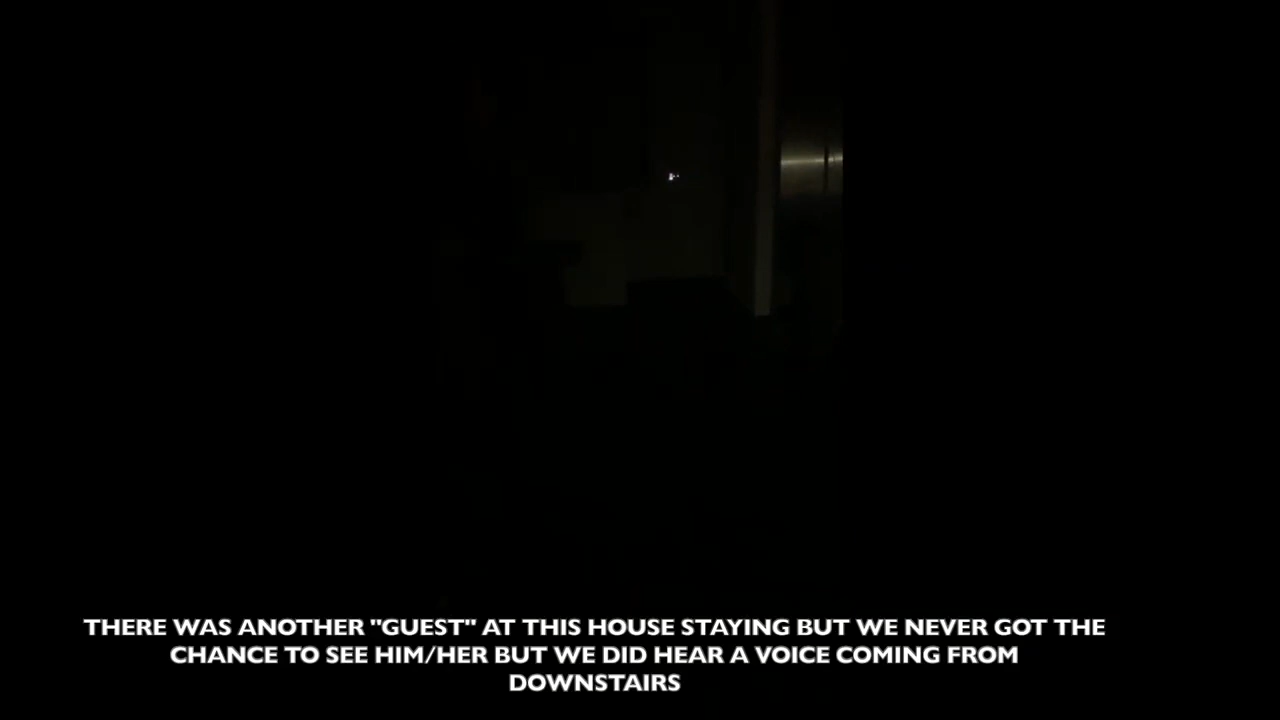 THERE WAS ANOTHER "GUEST" AT THIS HOUSE STAYING BUT WE NEVER GOT THE
CHANCE TO SEE HIM/HER BUT WE DID HEAR A VOICE COMING FROM
DOWNSTAIRS